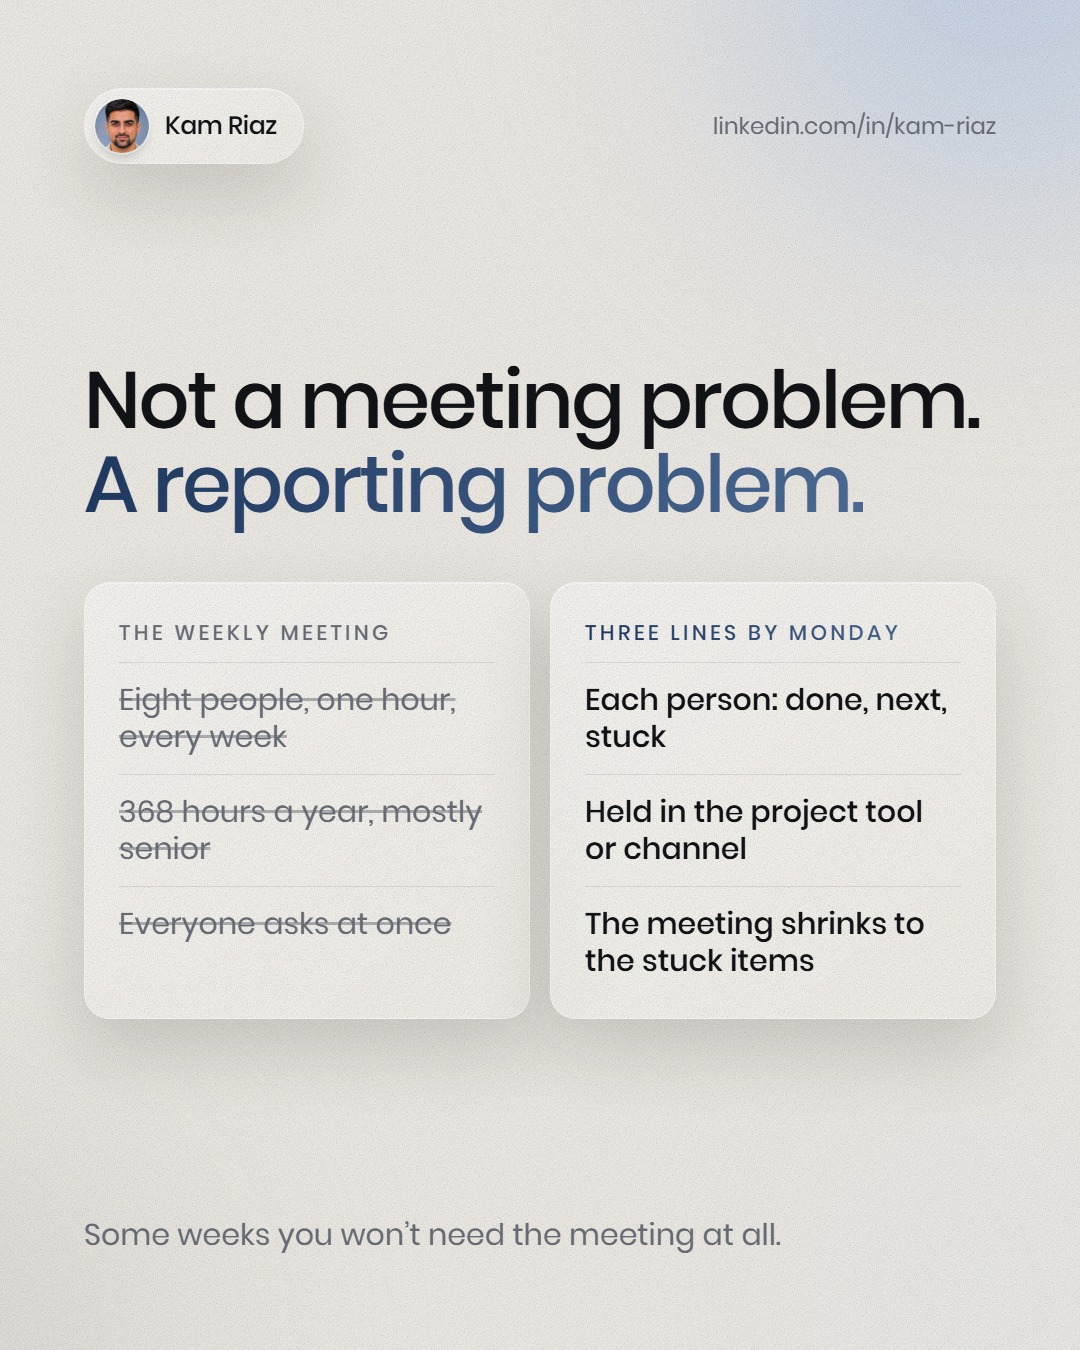 Kam Riaz
linkedin.com/in/kam-riaz
Not a meeting problem.
A reporting problem.
THE WEEKLY MEETING
Eight people, one hour,
every week
368 hours a year, mostly
senior
Everyone asks at once
THREE LINES BY MONDAY
Each person: done, next,
stuck
Held in the project tool
or channel
The meeting shrinks to
the stuck items
Some weeks you won’t need the meeting at all.